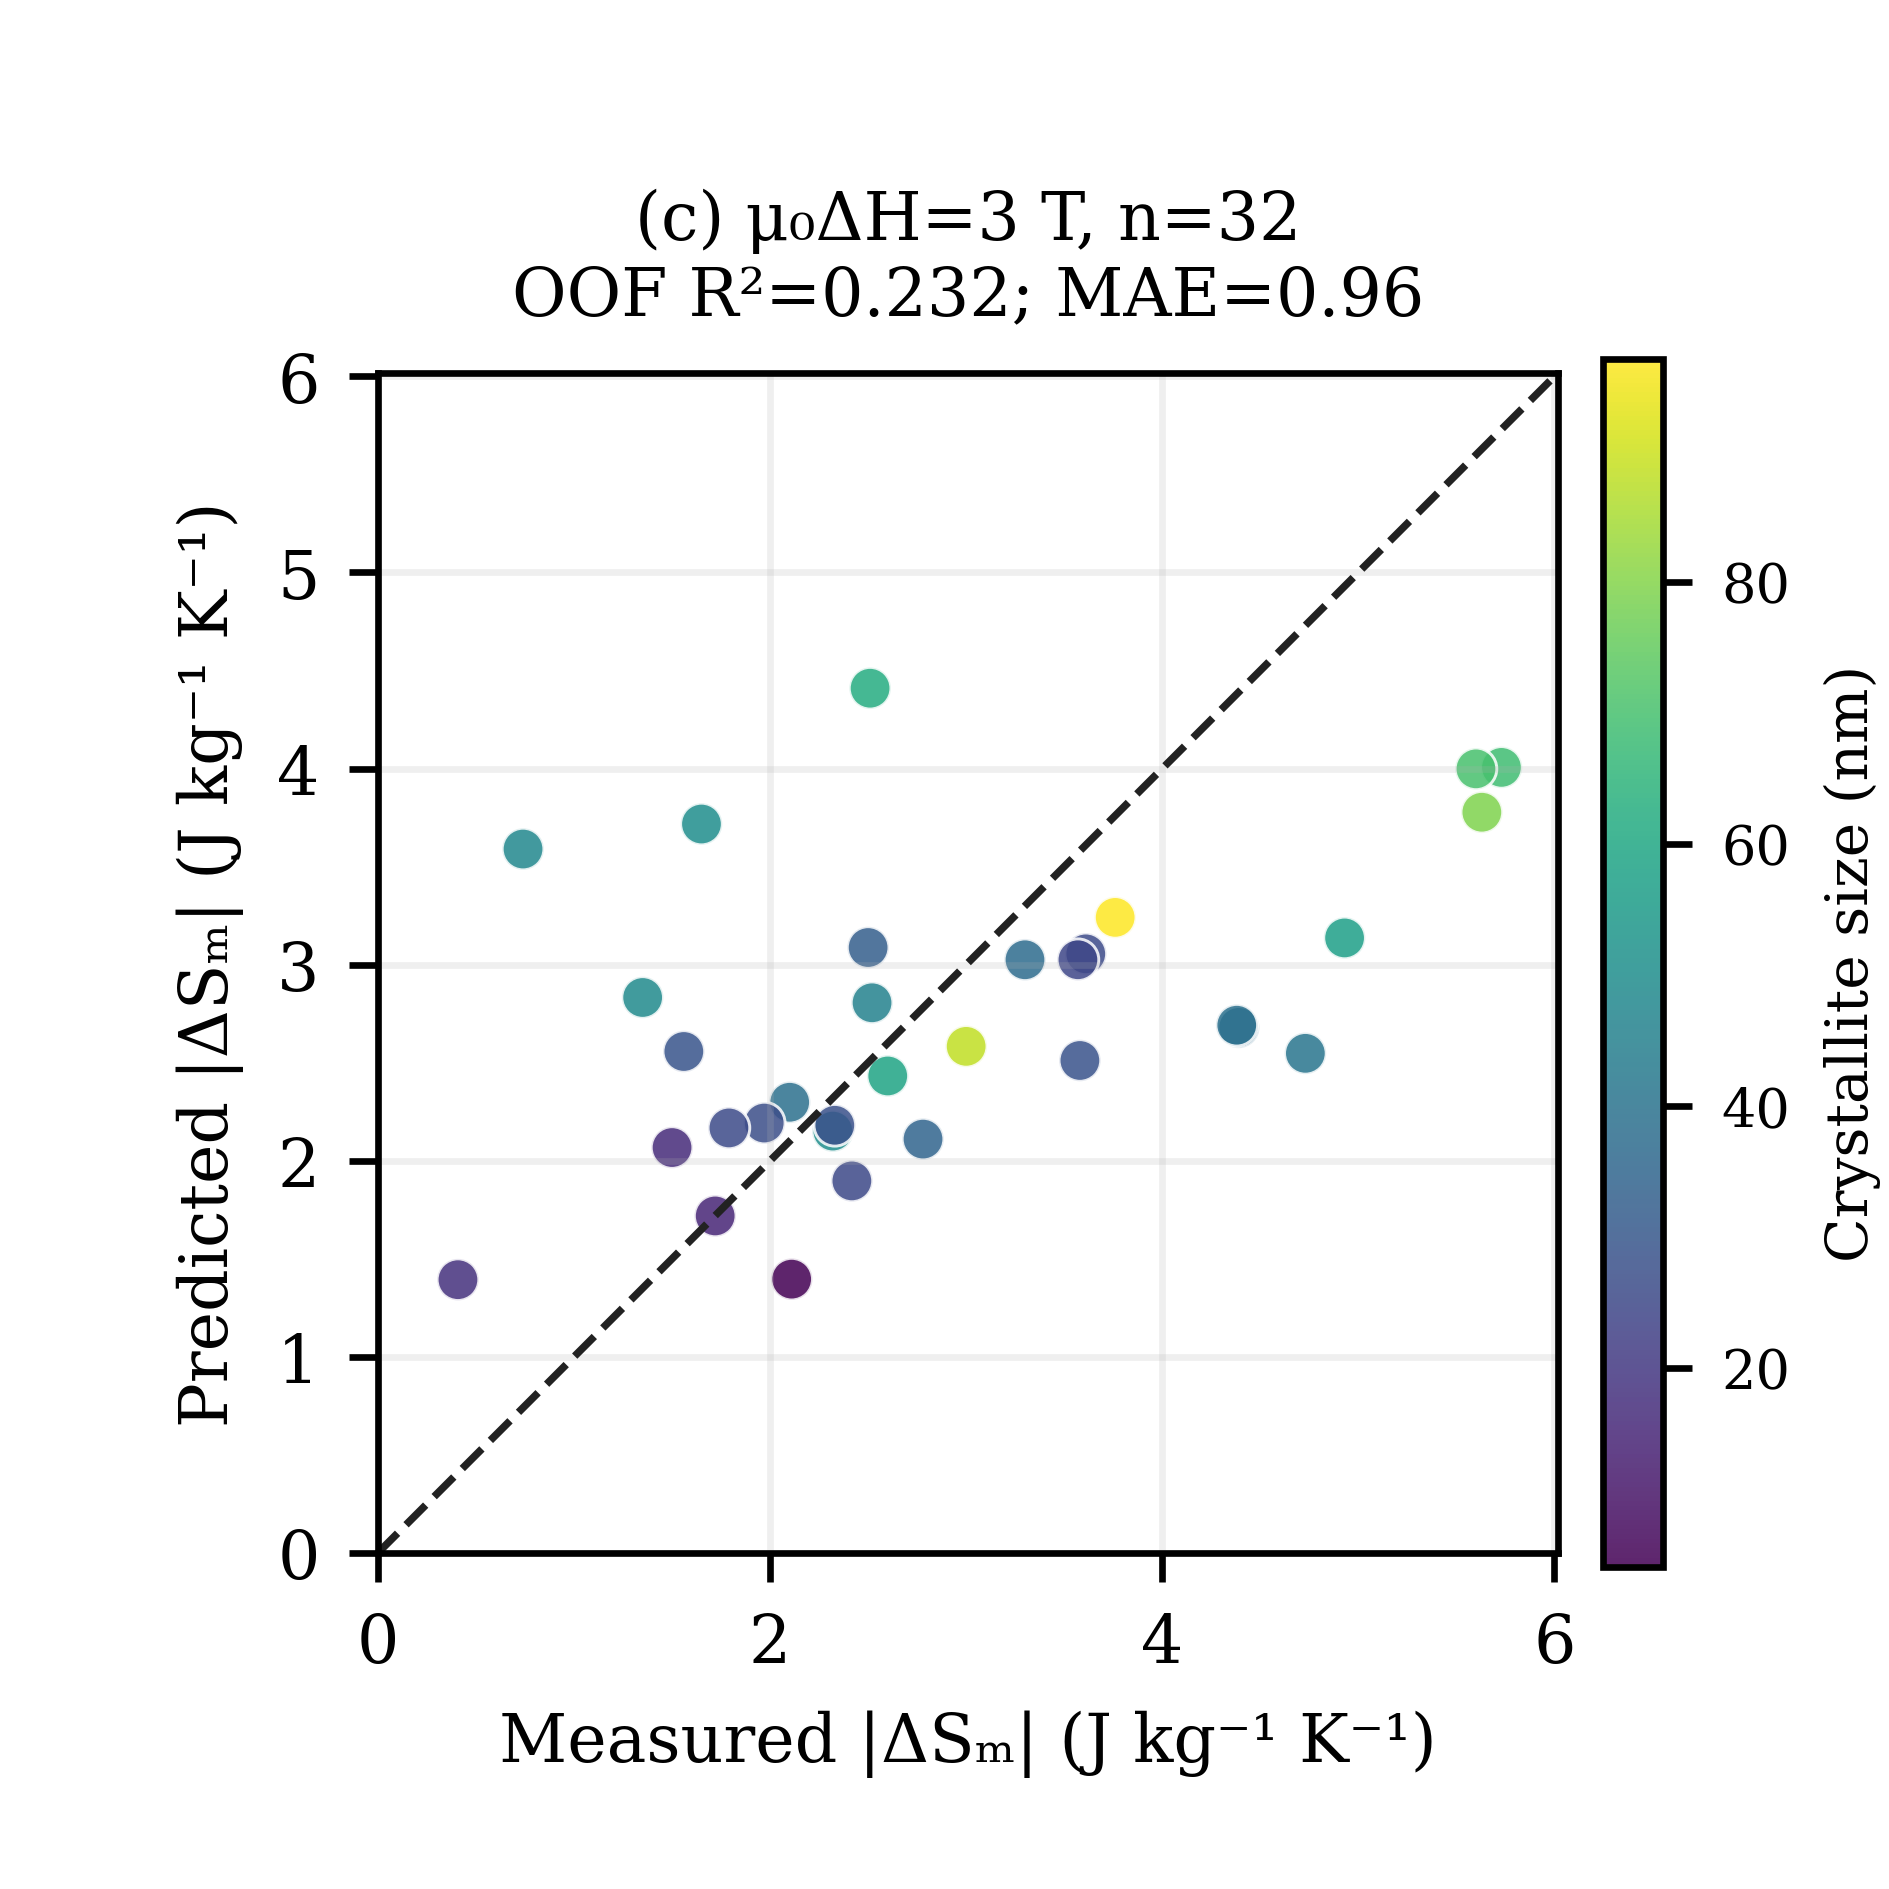 (c) μ₀ΔH=3 T, n=32
OOF R²=0.232; MAE=0.96
Predicted |ΔSₘ| (J kg⁻¹ K⁻¹)
6
5
4
3
2
1
0
0 2 4 6
Measured |ΔSₘ| (J kg⁻¹ K⁻¹)
80
60
40
20
Crystallite size (nm)